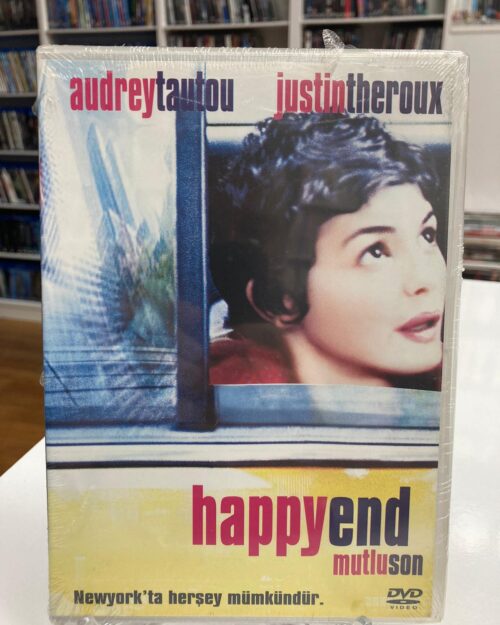 audreytautou justintheroux
happyend
mutluson
Newyork'ta herşey mümkündür.
DVD
VIDEO